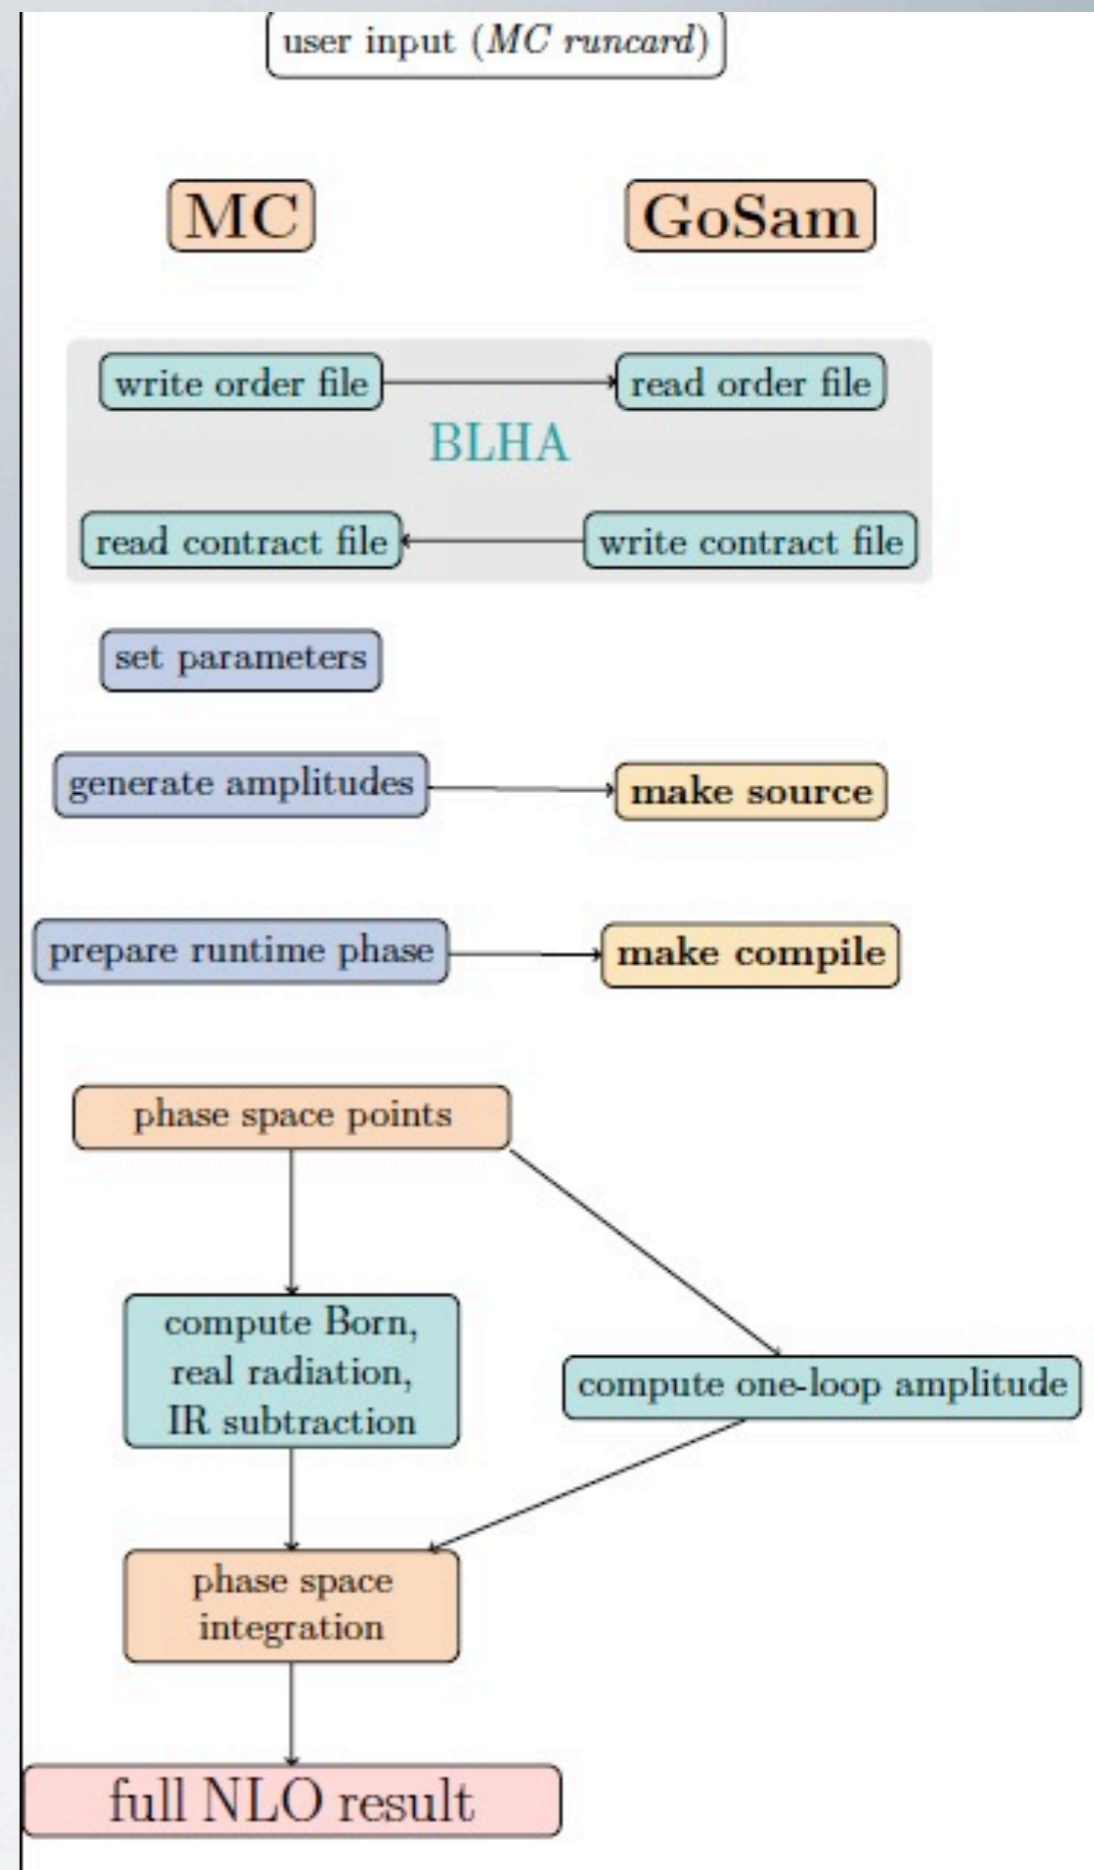 user input (MC runcard)
MC
GoSam
write order file
read order file
BLHA
read contract file
write contract file
set parameters
generate amplitudes
make source
prepare runtime phase
make compile
phase space points
compute Born,
real radiation,
IR subtraction
compute one-loop amplitude
phase space
integration
full NLO result